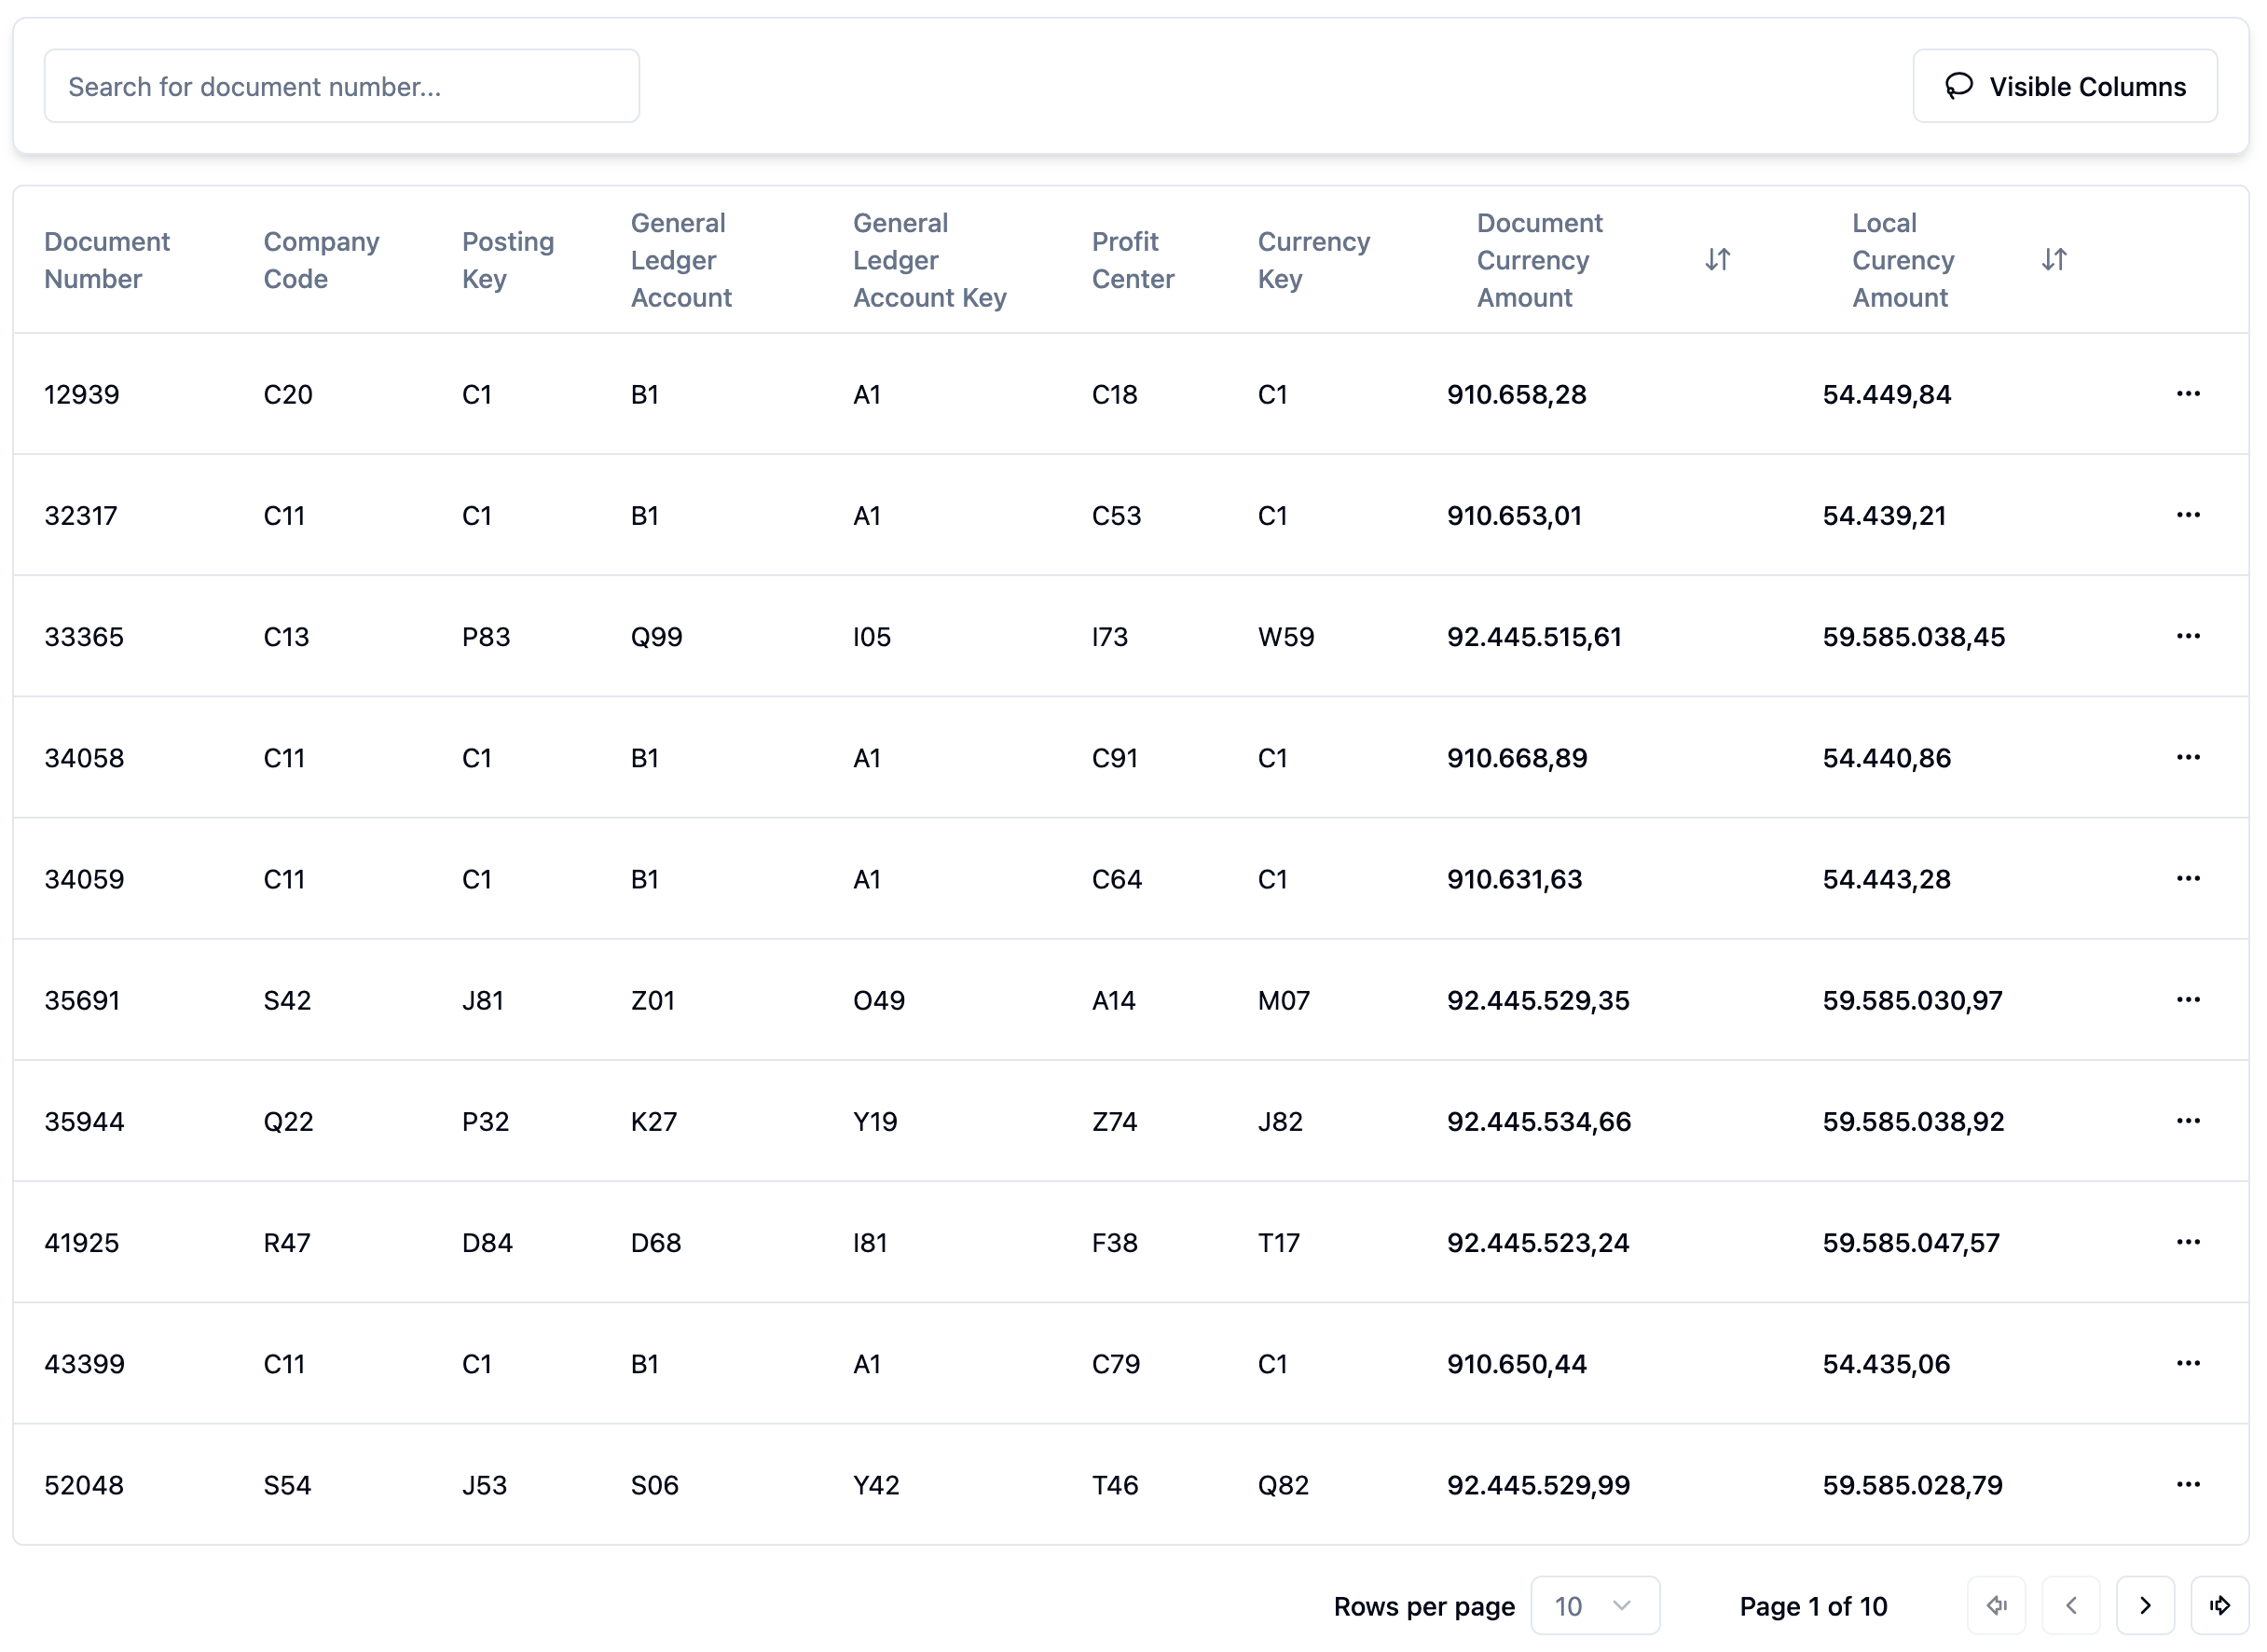 Search for document number...
Visible Columns
Document Number Company Code Posting Key General Ledger Account General Ledger Account Key Profit Center Currency Key Document Currency Amount Local Curency Amount
12939 C20 C1 B1 A1 C18 C1 910.658,28 54.449,84
32317 C11 C1 B1 A1 C53 C1 910.653,01 54.439,21
33365 C13 P83 Q99 I05 I73 W59 92.445.515,61 59.585.038,45
34058 C11 C1 B1 A1 C91 C1 910.668,89 54.440,86
34059 C11 C1 B1 A1 C64 C1 910.631,63 54.443,28
35691 S42 J81 Z01 O49 A14 M07 92.445.529,35 59.585.030,97
35944 Q22 P32 K27 Y19 Z74 J82 92.445.534,66 59.585.038,92
41925 R47 D84 D68 I81 F38 T17 92.445.523,24 59.585.047,57
43399 C11 C1 B1 A1 C79 C1 910.650,44 54.435,06
52048 S54 J53 S06 Y42 T46 Q82 92.445.529,99 59.585.028,79
Rows per page 10 Page 1 of 10